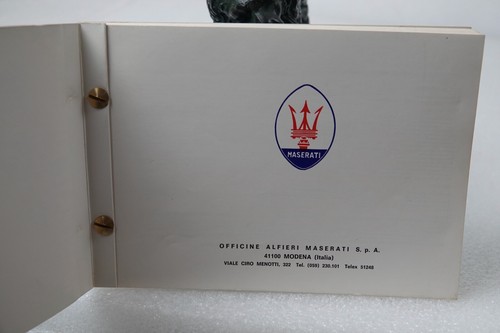 MASERATI
OFFICINE ALFIERI MASERATI S.p.A.
41100 MODENA (Italia)
VIALE CIRO MENOTTI, 322 Tel. (059) 230.101 Telex 51248